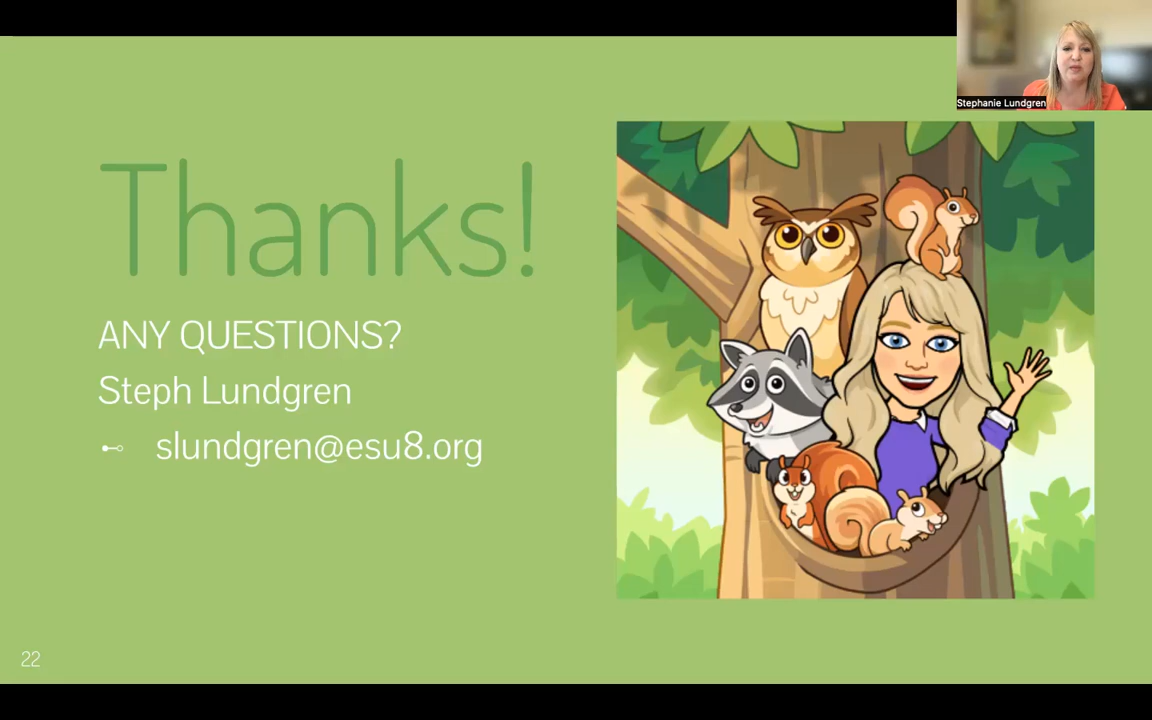 Stephanie Lundgren
Thanks!
ANY QUESTIONS?
Steph Lundgren
slundgren@esu8.org
22